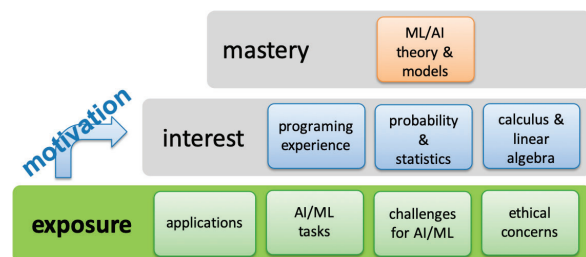 mastery
ML/AI
theory &
models
motivation
interest
programing
experience
probability
&
statistics
calculus &
linear
algebra
exposure
applications
AI/ML
tasks
challenges
for AI/ML
ethical
concerns